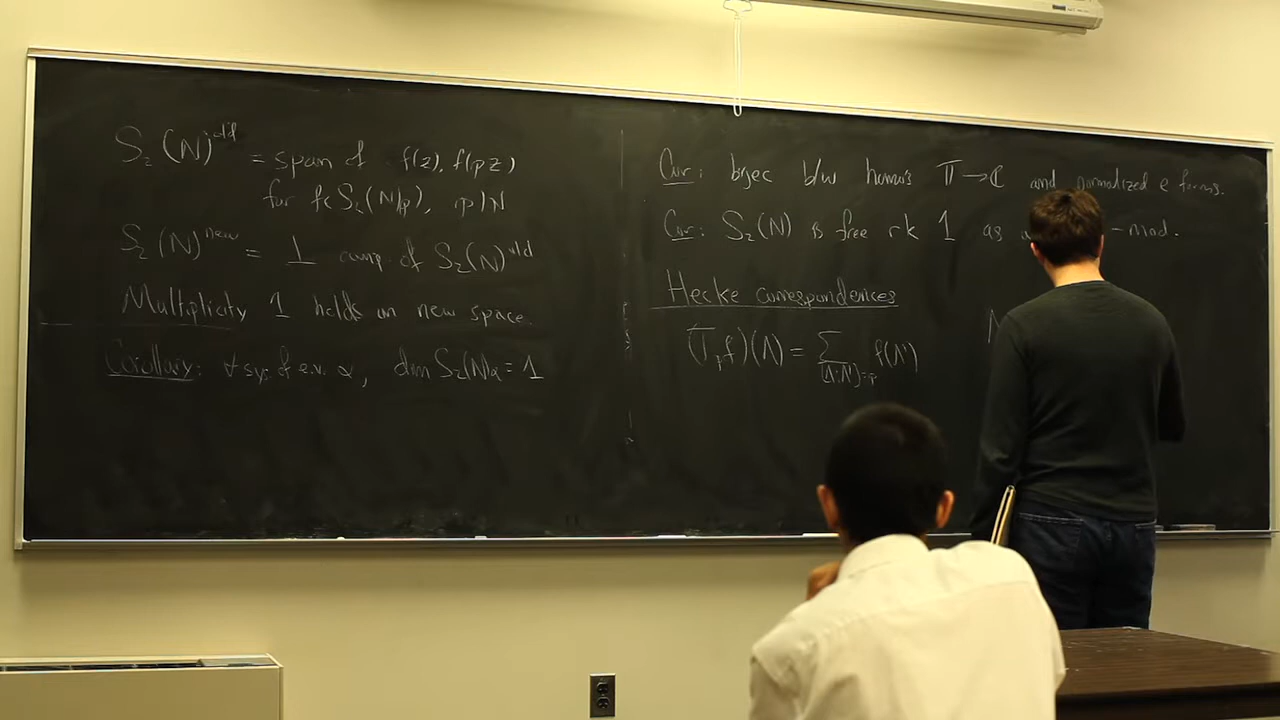 S₂(N)^old = span of f(z), f(pz)
for f∈S₂(N/p), p|N
S₂(N)^new = ⊥ comp of S₂(N)^old
Multiplicity 1 holds on new space.
Corollary: ∀ sys of e.v. α, dim S₂(N)_α = 1
Cor: bijec b/w homo's 𝕋 → ℂ and normalized e forms.
Cor: S₂(N) is free rk 1 as -mod.
Hecke correspondences
(T_p f)(Λ) = ∑_{[Λ:Λ']=p} f(Λ')